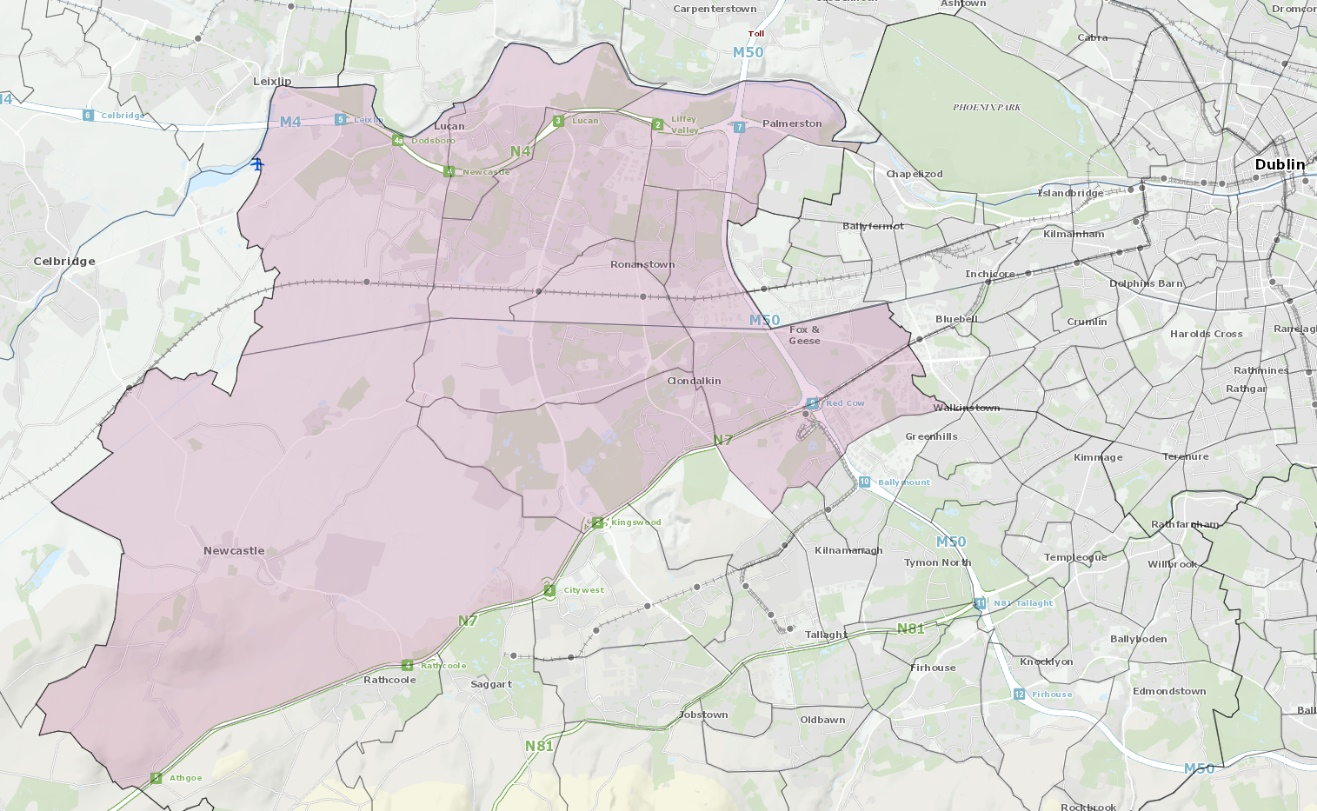 Carpenterstown
Ashtown
Toll
M50
Cabra
Leixlip
PHOENIX PARK
6 Celbridge
M4
5 Leixlip
Lucan
4a Dodsboro
3 Lucan
2 Liffey
Valley
7
Palmerston
N4
Dublin
4
Newcastle
Chapelizod
Islandbridge
Ballyfermot
Kilmainham
Celbridge
Ronanstown
Inchicore
Dolphins Barn
M50
Fox &
Geese
Bluebell
Crumlin
Harolds Cross
Clondalkin
Rathmines
Rathgar
9 Red Cow
Walkinstown
N7
Greenhills
Kimmage
Terenure
10 Ballymount
2 Kingswood
Rathfarnham
Newcastle
Kilnamanagh
M50
Tymon North
Templeogue
Willbrook
3 Citywest
11 N81 Tallaght
N7
Tallaght
N81
Ballyboden
4 Rathcoole
Firhouse
Knocklyon
Rathcoole
Saggart
12 Firhouse
Edmondstown
Jobstown
Oldbawn
N81
M50
5 Athgoe
Rockbrook